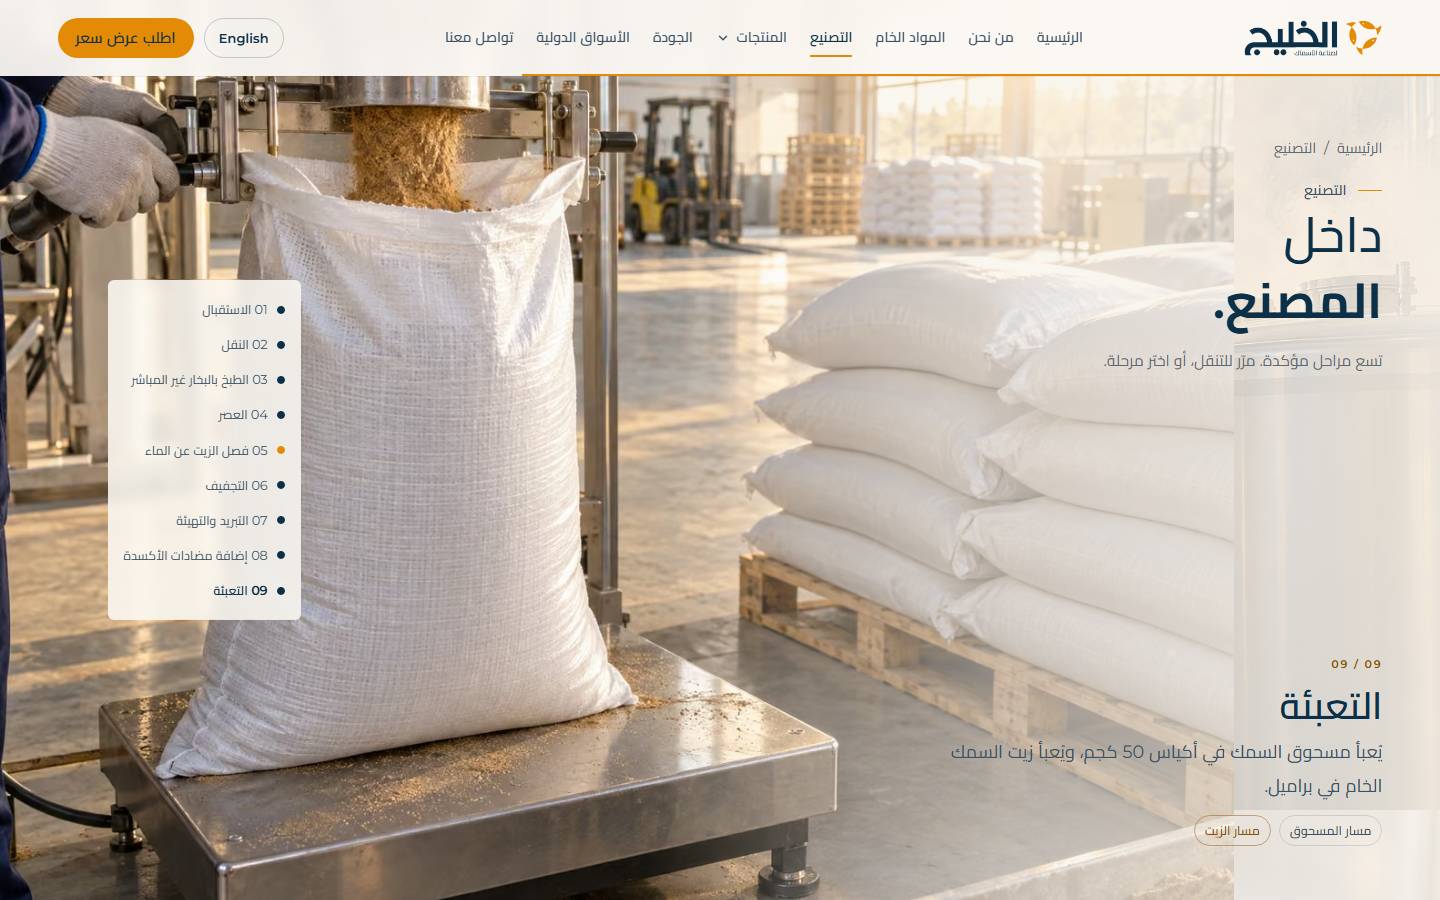 الخليج
لصناعة الأسماك
الرئيسية
من نحن
المواد الخام
التصنيع
المنتجات
الجودة
الأسواق الدولية
تواصل معنا
English
اطلب عرض سعر
الرئيسية / التصنيع
التصنيع
داخل
المصنع.
تسع مراحل مؤكدة. مرّر للتنقل، أو اختر مرحلة.
01 الاستقبال
02 النقل
03 الطبخ بالبخار غير المباشر
04 العصر
05 فصل الزيت عن الماء
06 التجفيف
07 التبريد والتهيئة
08 إضافة مضادات الأكسدة
09 التعبئة
09 / 09
التعبئة
يُعبأ مسحوق السمك في أكياس 50 كجم، ويُعبأ زيت السمك
الخام في براميل.
مسار المسحوق
مسار الزيت